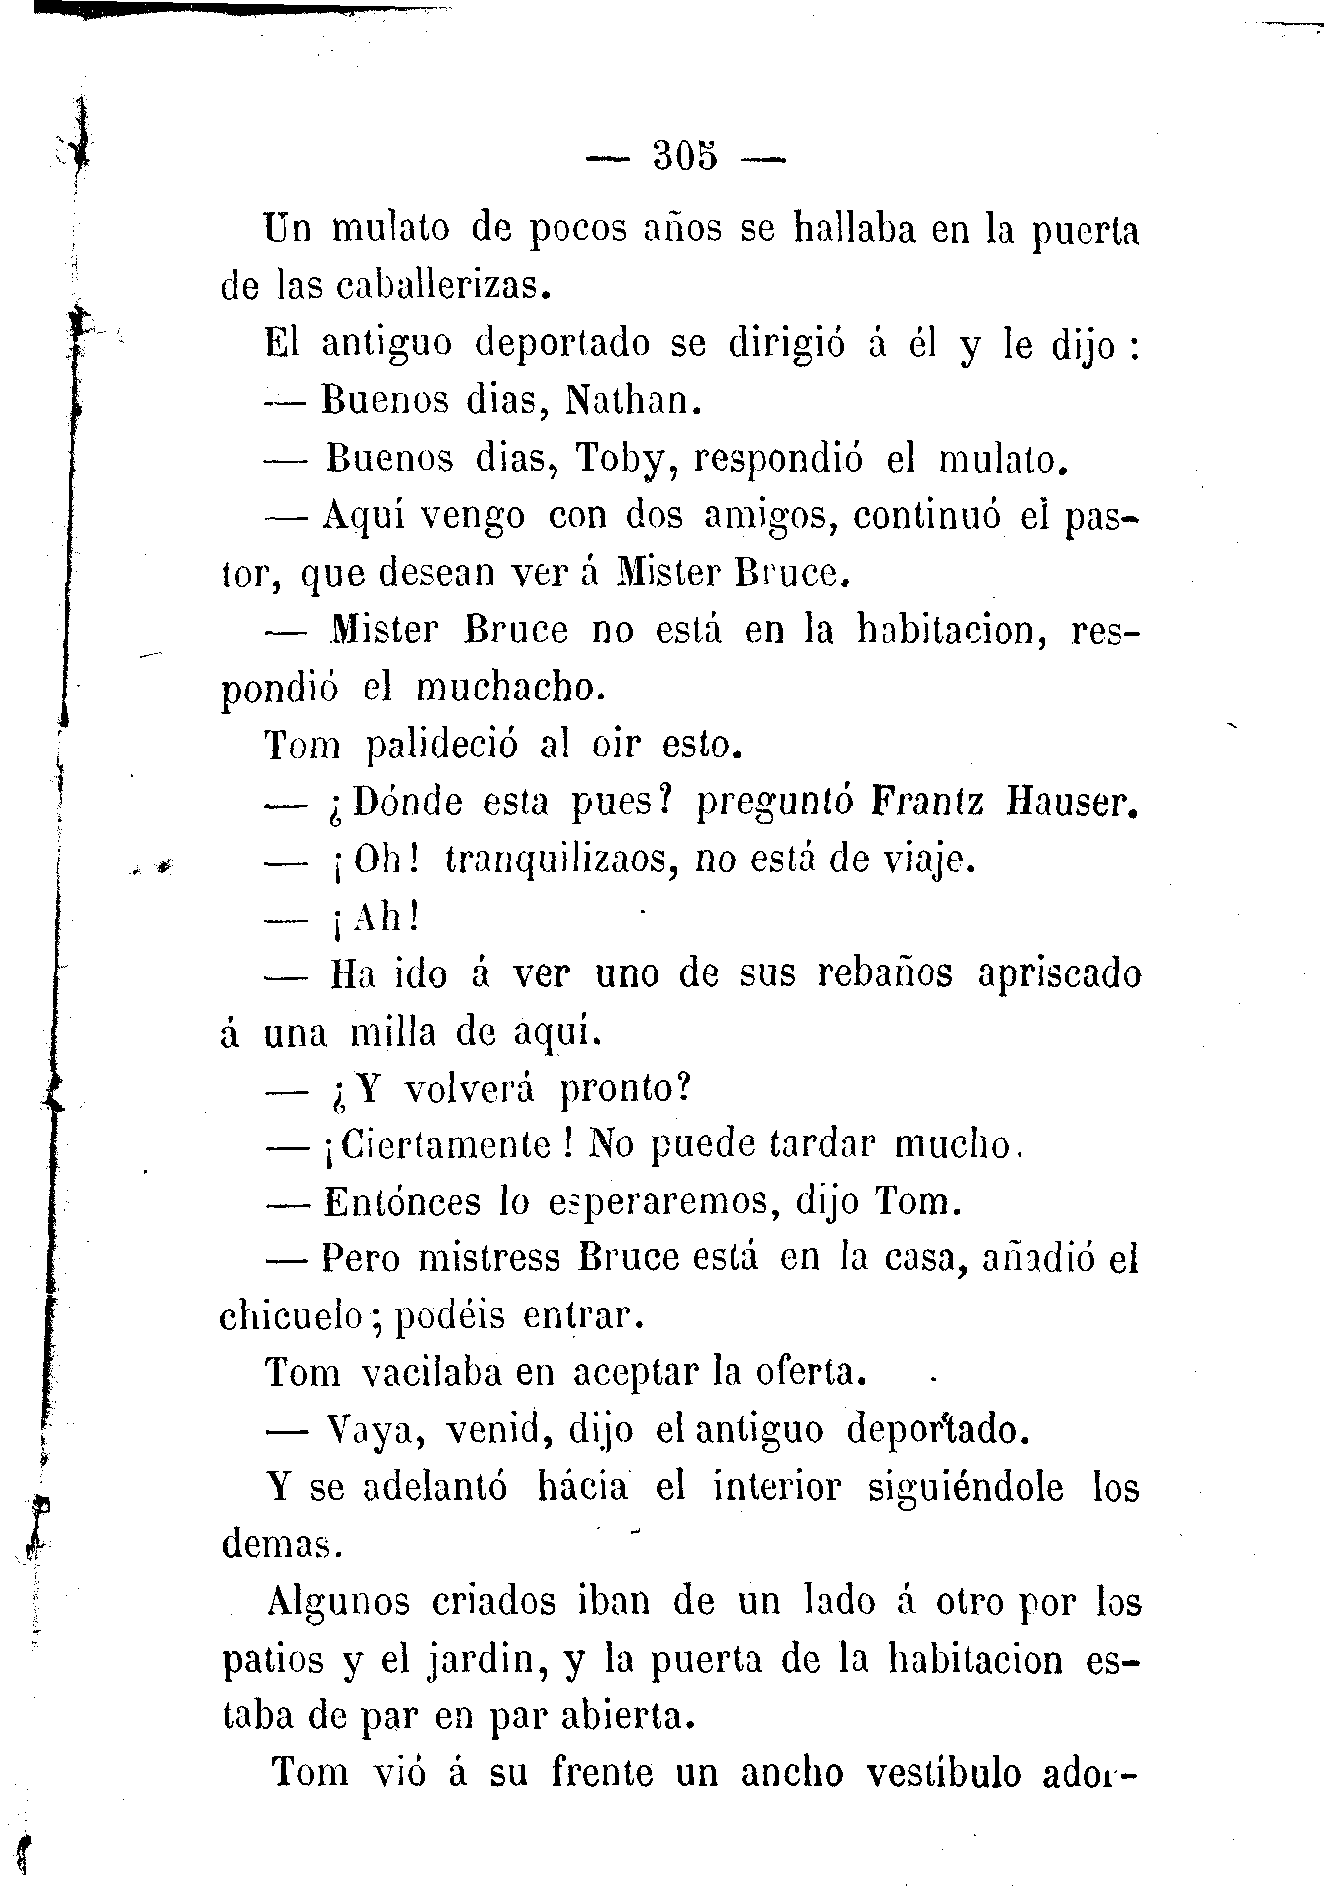 — 305 —
Un mulato de pocos años se hallaba en la puerta
de las caballerizas.
El antiguo deportado se dirigió á él y le dijo :
— Buenos dias, Nathan.
— Buenos dias, Toby, respondió el mulato.
— Aquí vengo con dos amigos, continuó el pas-
tor, que desean ver á Mister Bruce.
— Mister Bruce no está en la habitacion, res-
pondió el muchacho.
Tom palideció al oir esto.
— ¿Dónde esta pues? preguntó Frantz Hauser.
— ¡Oh! tranquilizaos, no está de viaje.
— ¡Ah!
— Ha ido á ver uno de sus rebaños apriscado
á una milla de aquí.
— ¿Y volverá pronto?
— ¡Ciertamente! No puede tardar mucho.
— Entónces lo esperaremos, dijo Tom.
— Pero mistress Bruce está en la casa, añadió el
chicuelo; podéis entrar.
Tom vacilaba en aceptar la oferta.
— Vaya, venid, dijo el antiguo deportado.
Y se adelantó hácia el interior siguiéndole los
demas.
Algunos criados iban de un lado á otro por los
patios y el jardin, y la puerta de la habitacion es-
taba de par en par abierta.
Tom vió á su frente un ancho vestíbulo ador-